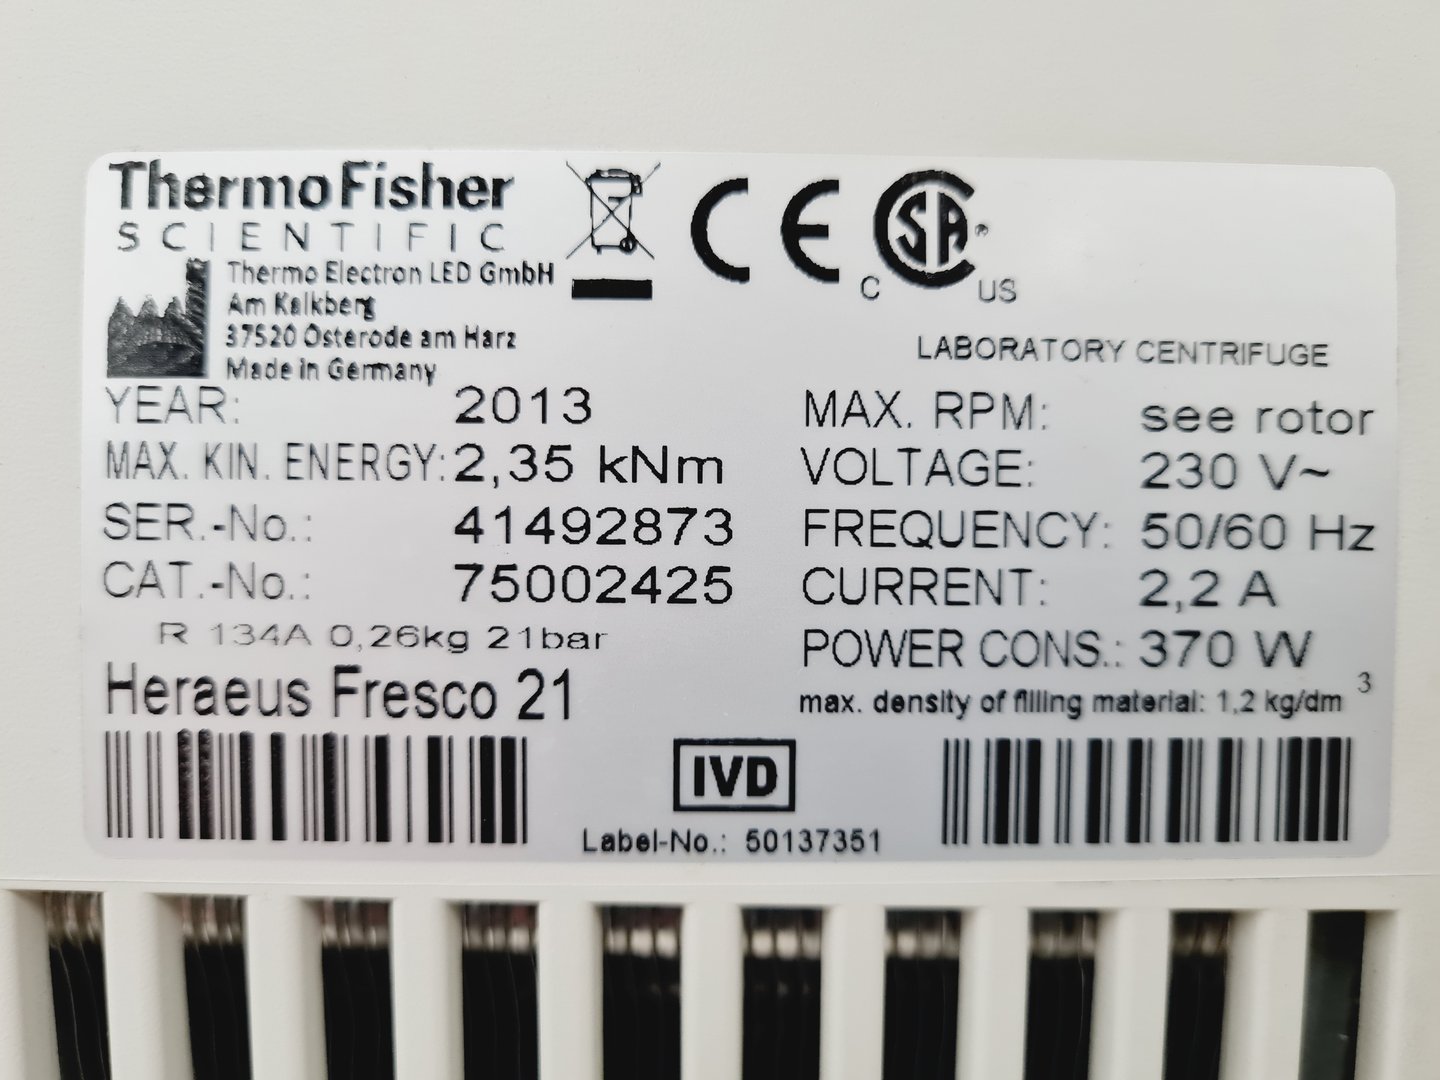 ThermoFisher
SCIENTIFIC
Thermo Electron LED GmbH
Am Kalkberg
37520 Osterode am Harz
Made in Germany
CE
C SA® US
LABORATORY CENTRIFUGE
YEAR: 2013
MAX. KIN. ENERGY: 2,35 kNm
SER.-No.: 41492873
CAT.-No.: 75002425
R 134A 0,26kg 21bar
Heraeus Fresco 21
MAX. RPM: see rotor
VOLTAGE: 230 V~
FREQUENCY: 50/60 Hz
CURRENT: 2,2 A
POWER CONS.: 370 W
max. density of filling material: 1,2 kg/dm³
IVD
Label-No.: 50137351